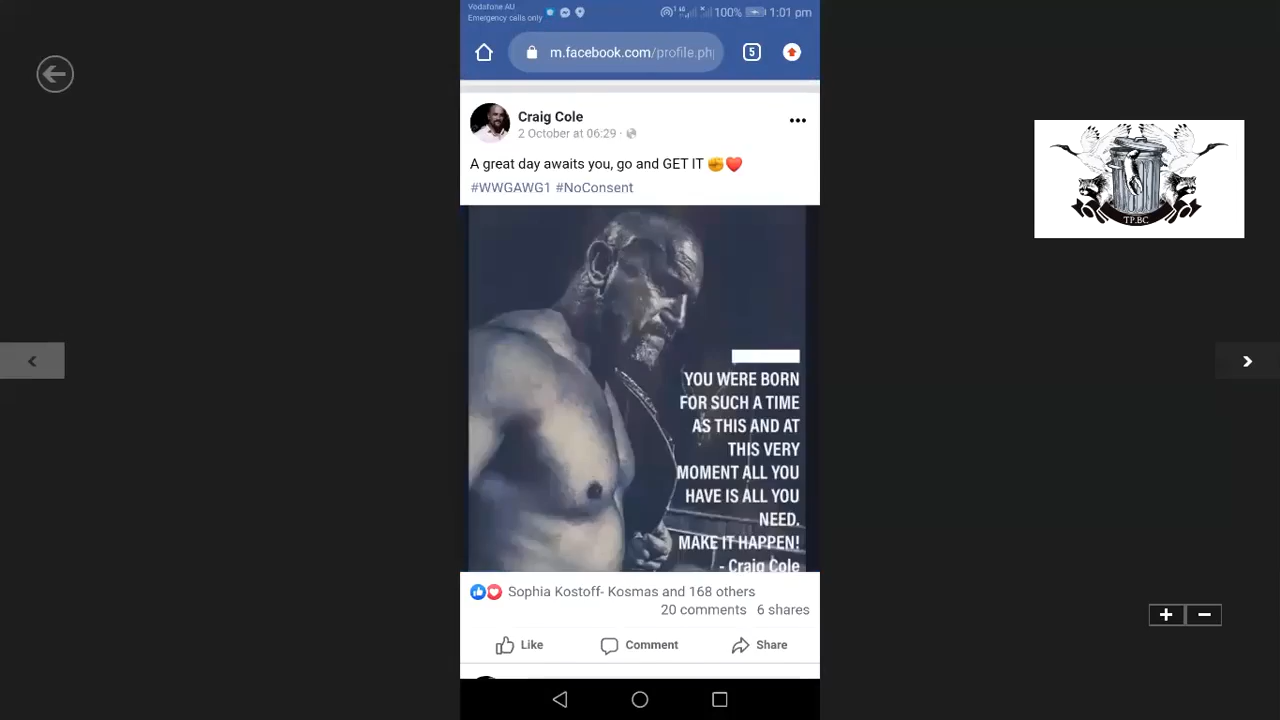 Vodafone AU
Emergency calls only
100% 1:01 pm
m.facebook.com/profile.ph
5
Craig Cole
2 October at 06:29 ·
A great day awaits you, go and GET IT ✊❤️
#WWGAWG1 #NoConsent
YOU WERE BORN
FOR SUCH A TIME
AS THIS AND AT
THIS VERY
MOMENT ALL YOU
HAVE IS ALL YOU
NEED.
MAKE IT HAPPEN!
- Craig Cole
Sophia Kostoff- Kosmas and 168 others
20 comments 6 shares
Like Comment Share
TP.BC